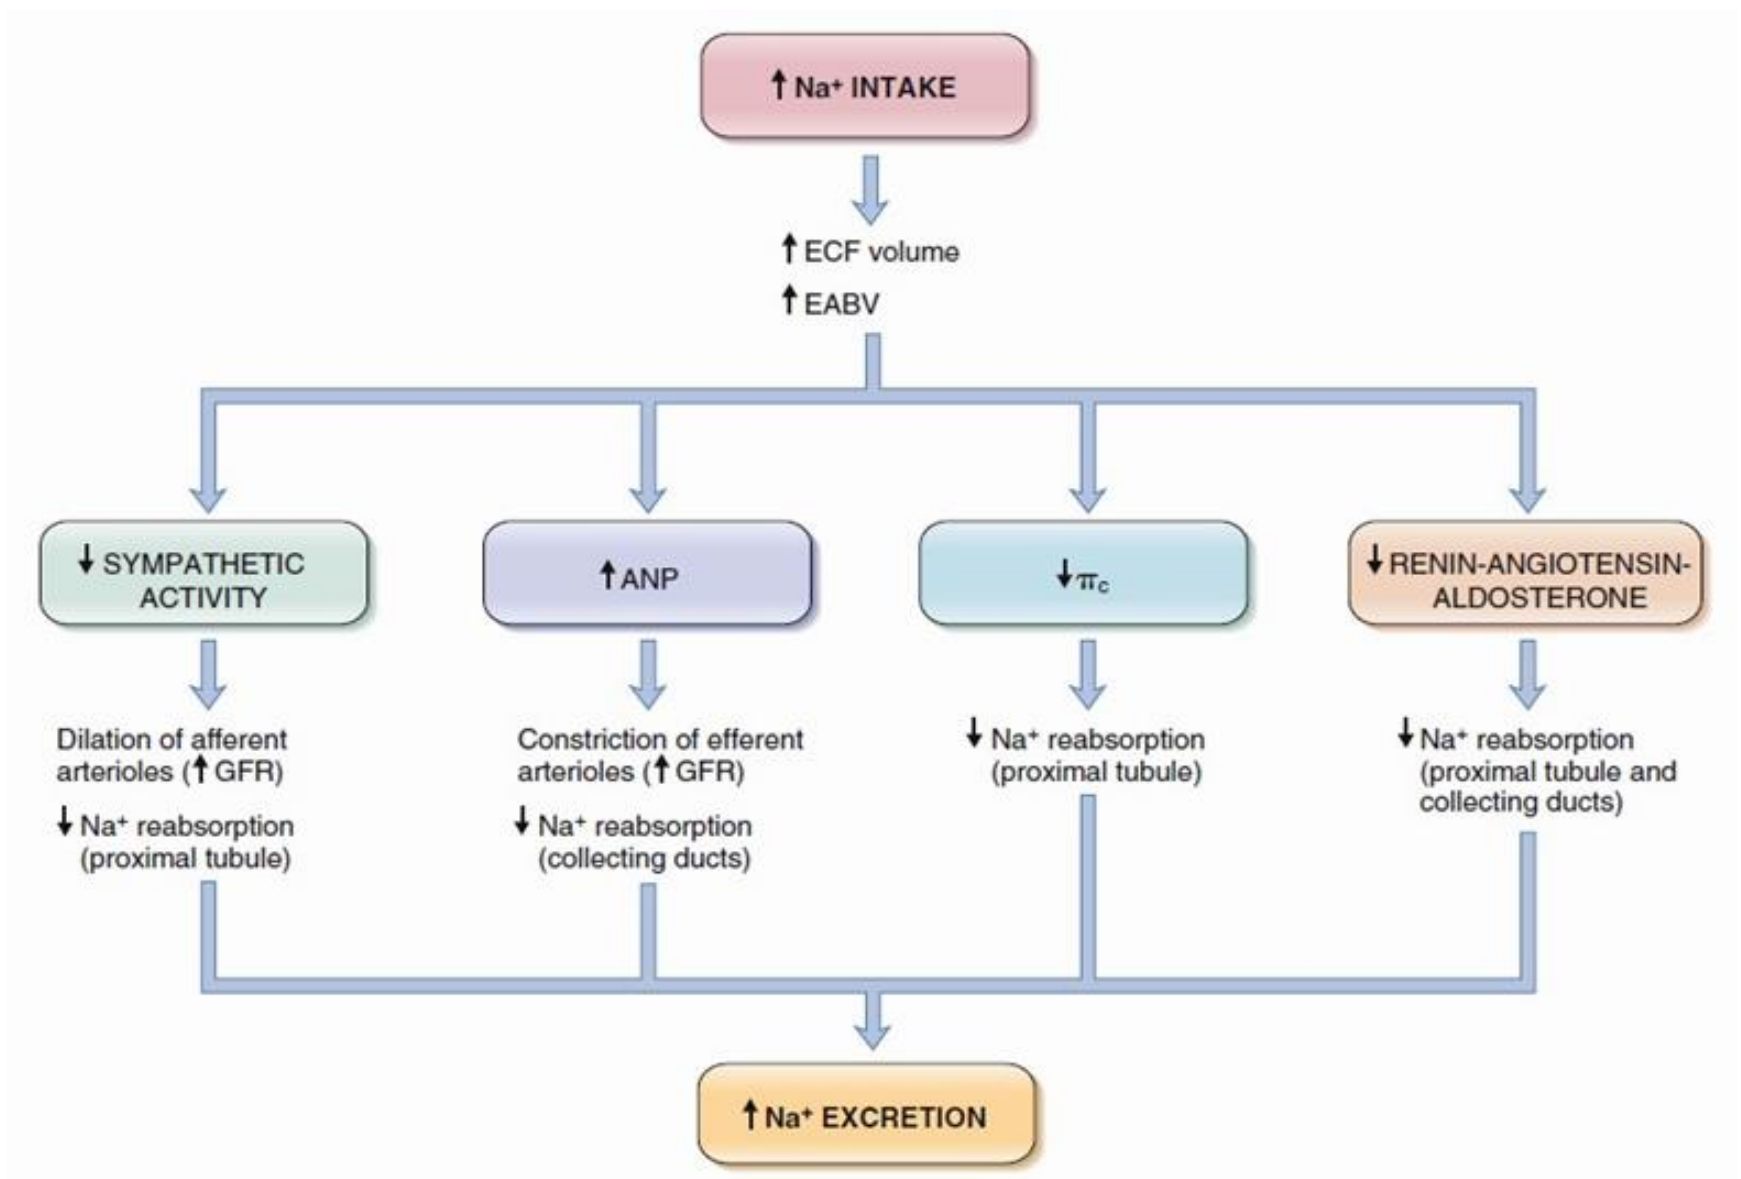 ↑ Na⁺ INTAKE
↑ ECF volume
↑ EABV
↓ SYMPATHETIC
ACTIVITY
↑ ANP
↓ πc
↓ RENIN-ANGIOTENSIN-
ALDOSTERONE
Dilation of afferent
arterioles (↑ GFR)
↓ Na⁺ reabsorption
(proximal tubule)
Constriction of efferent
arterioles (↑ GFR)
↓ Na⁺ reabsorption
(collecting ducts)
↓ Na⁺ reabsorption
(proximal tubule)
↓ Na⁺ reabsorption
(proximal tubule and
collecting ducts)
↑ Na⁺ EXCRETION